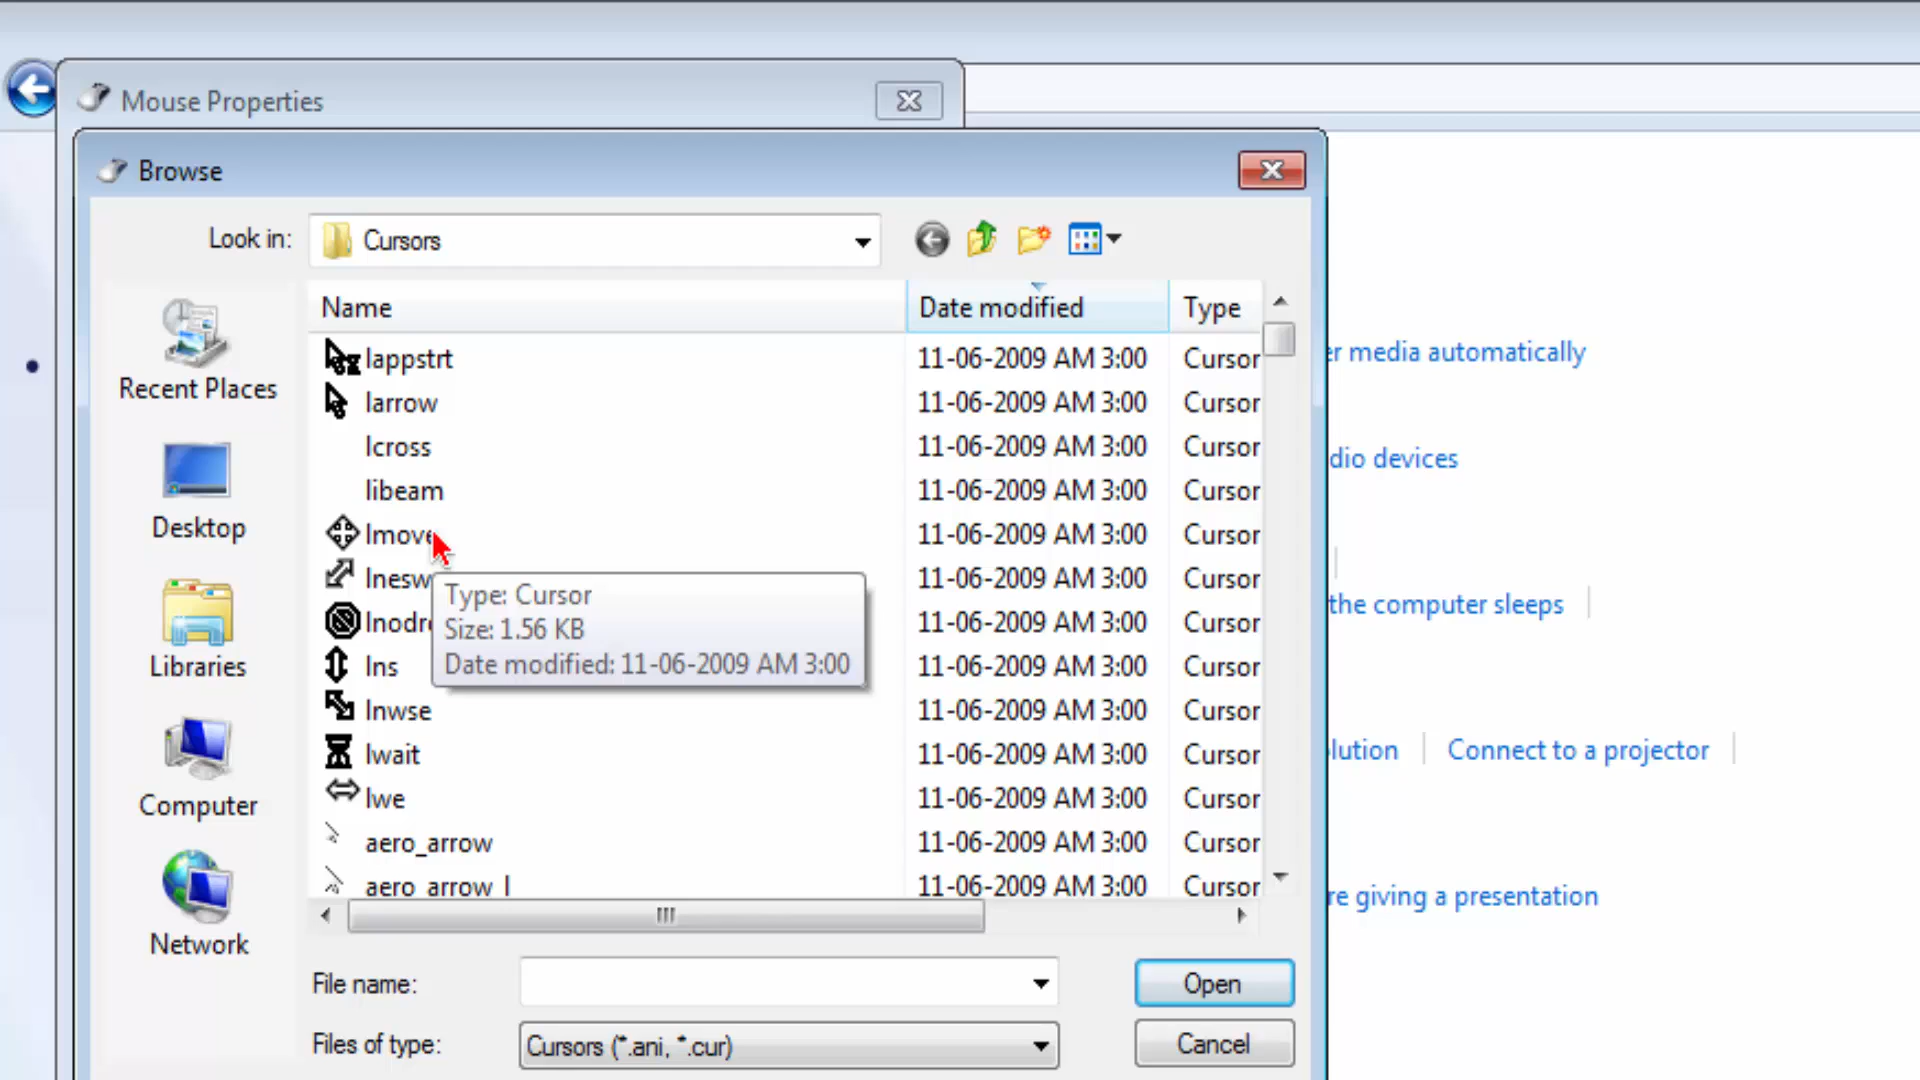 Mouse Properties
Browse
Look in: Cursors
Name Date modified Type
lappstrt 11-06-2009 AM 3:00 Cursor
larrow 11-06-2009 AM 3:00 Cursor
lcross 11-06-2009 AM 3:00 Cursor
libeam 11-06-2009 AM 3:00 Cursor
lmove 11-06-2009 AM 3:00 Cursor
lnesw 11-06-2009 AM 3:00 Cursor
lnodr 11-06-2009 AM 3:00 Cursor
lns 11-06-2009 AM 3:00 Cursor
lnwse 11-06-2009 AM 3:00 Cursor
lwait 11-06-2009 AM 3:00 Cursor
lwe 11-06-2009 AM 3:00 Cursor
aero_arrow 11-06-2009 AM 3:00 Cursor
aero_arrow_l 11-06-2009 AM 3:00 Cursor
Type: Cursor
Size: 1.56 KB
Date modified: 11-06-2009 AM 3:00
Recent Places
Desktop
Libraries
Computer
Network
File name:
Open
Files of type: Cursors (*.ani, *.cur)
Cancel
er media automatically
dio devices
the computer sleeps
olution Connect to a projector
re giving a presentation